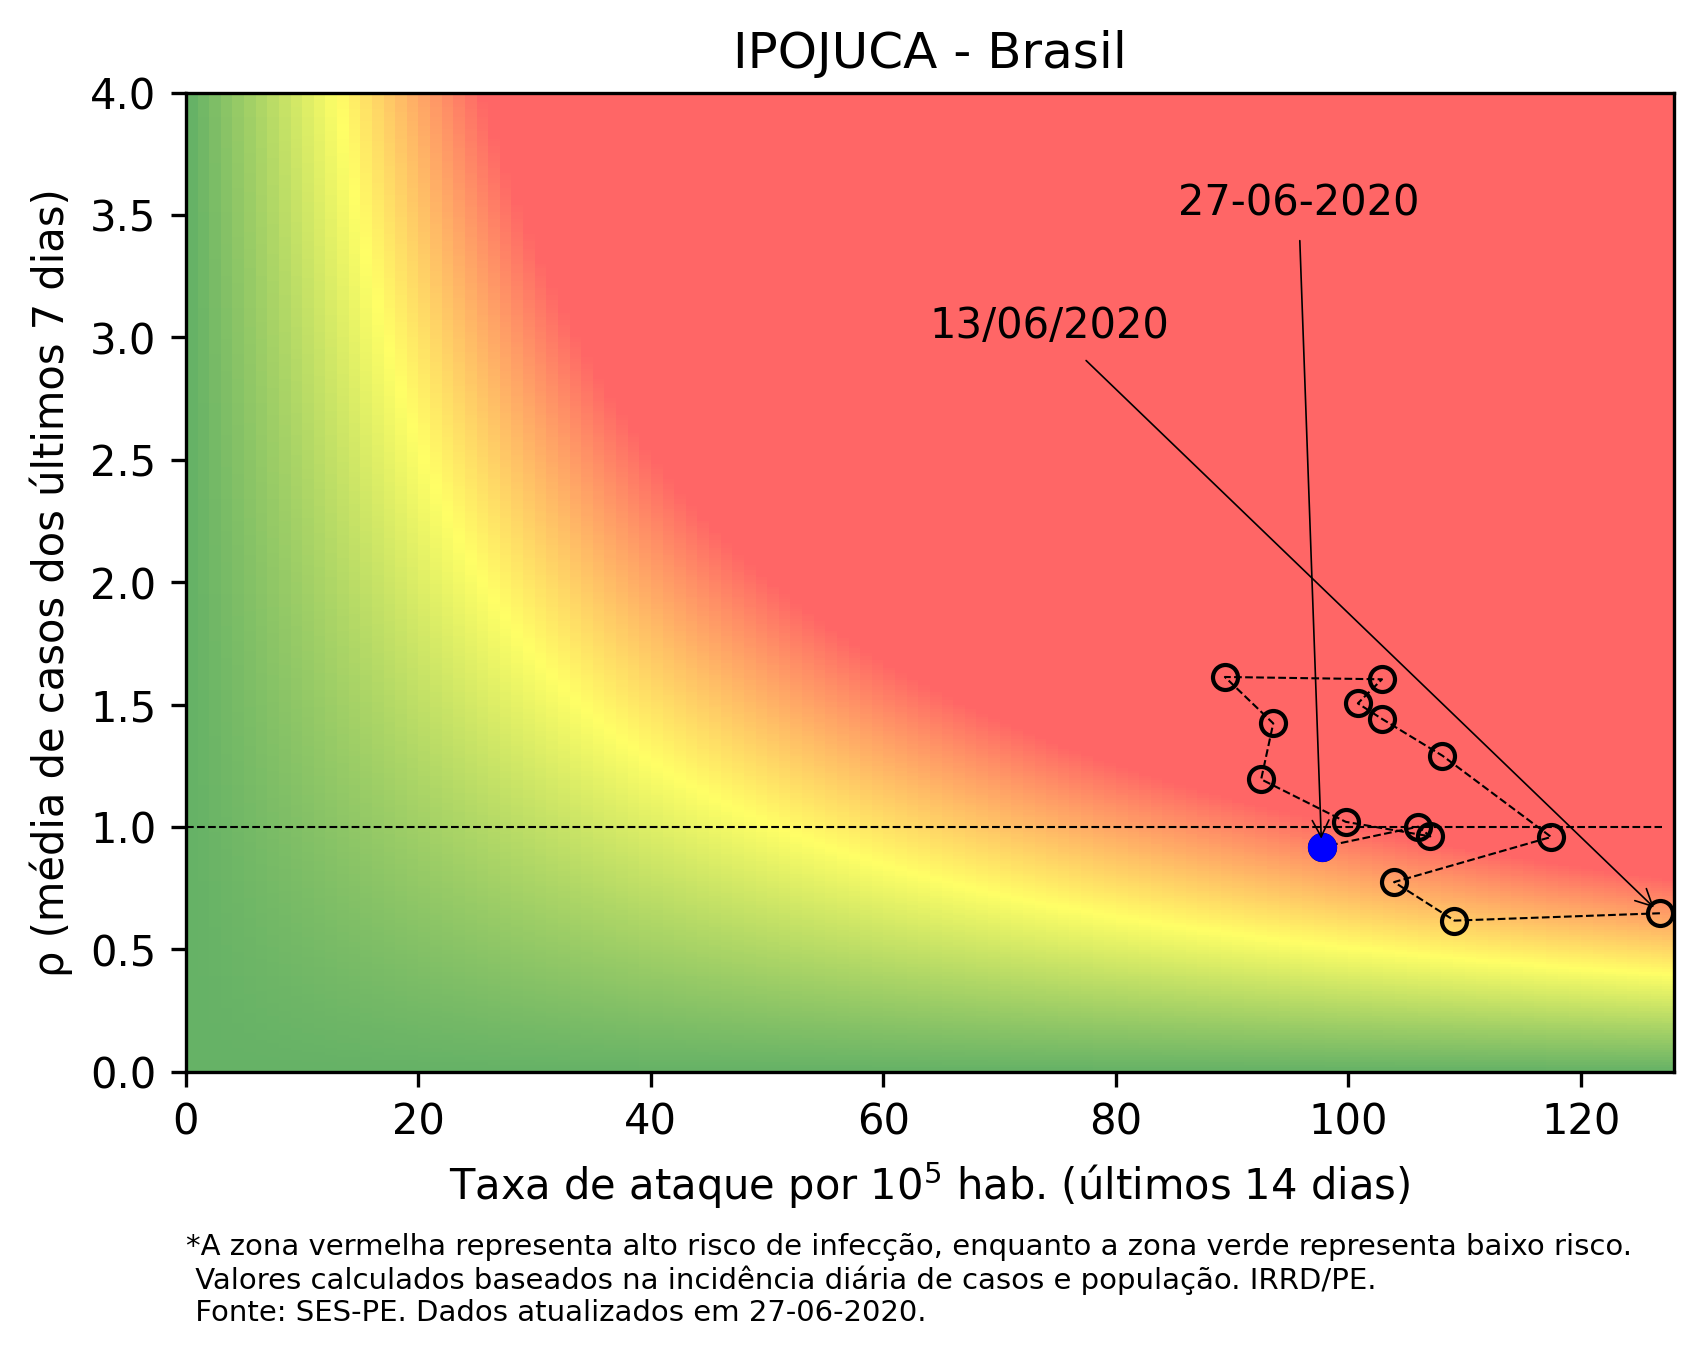 IPOJUCA - Brasil
4.0
3.5
3.0
2.5
2.0
1.5
1.0
0.5
0.0
ρ (média de casos dos últimos 7 dias)
27-06-2020
13/06/2020
0 20 40 60 80 100 120
Taxa de ataque por 10⁵ hab. (últimos 14 dias)
*A zona vermelha representa alto risco de infecção, enquanto a zona verde representa baixo risco.
Valores calculados baseados na incidência diária de casos e população. IRRD/PE.
Fonte: SES-PE. Dados atualizados em 27-06-2020.